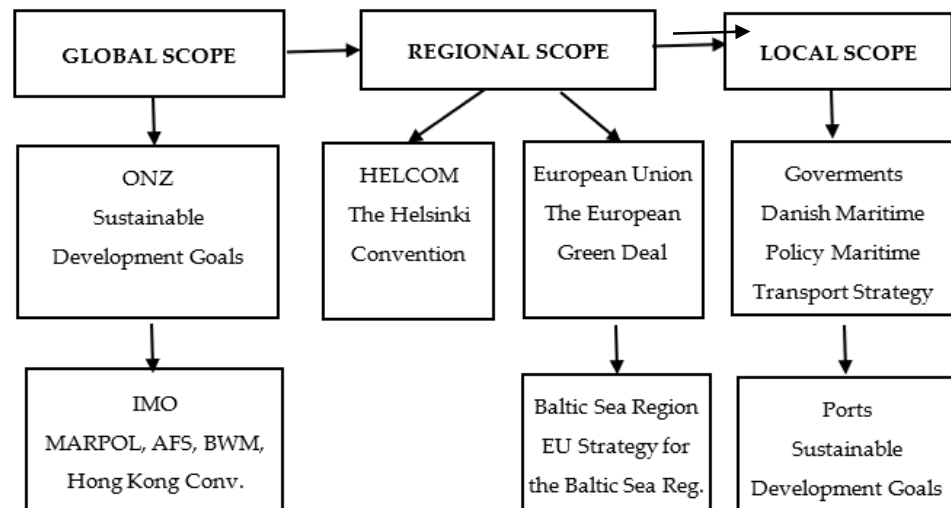 GLOBAL SCOPE
REGIONAL SCOPE
LOCAL SCOPE
ONZ
Sustainable
Development Goals
HELCOM
The Helsinki
Convention
European Union
The European
Green Deal
Goverments
Danish Maritime
Policy Maritime
Transport Strategy
IMO
MARPOL, AFS, BWM,
Hong Kong Conv.
Baltic Sea Region
EU Strategy for
the Baltic Sea Reg.
Ports
Sustainable
Development Goals